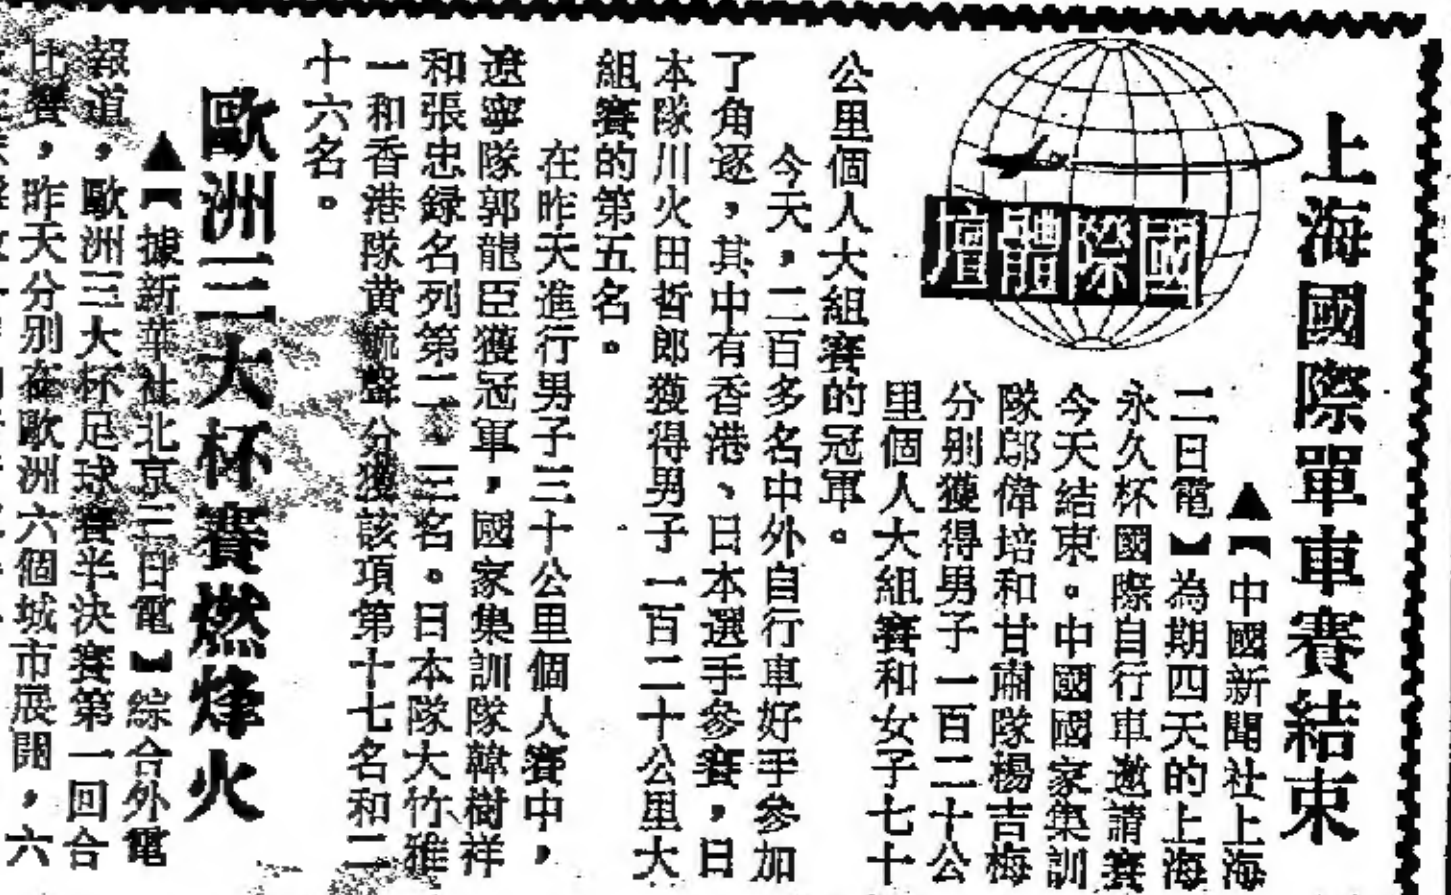 上海國際單車賽結束
國際體壇
▲【中國新聞社上海
二日電】為期四天的上海
永久杯國際自行車邀請賽
今天結束。中國國家集訓
隊鄔偉培和甘肅隊楊吉梅
分別獲得男子一百二十公
里個人大組賽和女子七十
公里個人大組賽的冠軍。
今天，二百多名中外自行車好手參加
了角逐，其中有香港、日本選手參賽，日
本隊川火田哲郎獲得男子一百二十公里大
組賽的第五名。
在昨天進行男子三十公里個人賽中，
遼寧隊郭龍臣獲冠軍，國家集訓隊韓樹祥
和張忠録名列第二、三名。日本隊大竹雅
一和香港隊黄聲分獲該項第十七名和二
十六名。
歐洲三大杯賽燃烽火
▲【據新華社北京三日電】綜合外電
報道，歐洲三大杯足球賽半決賽第一回合
比賽，昨天分別在歐洲六個城市展開，六